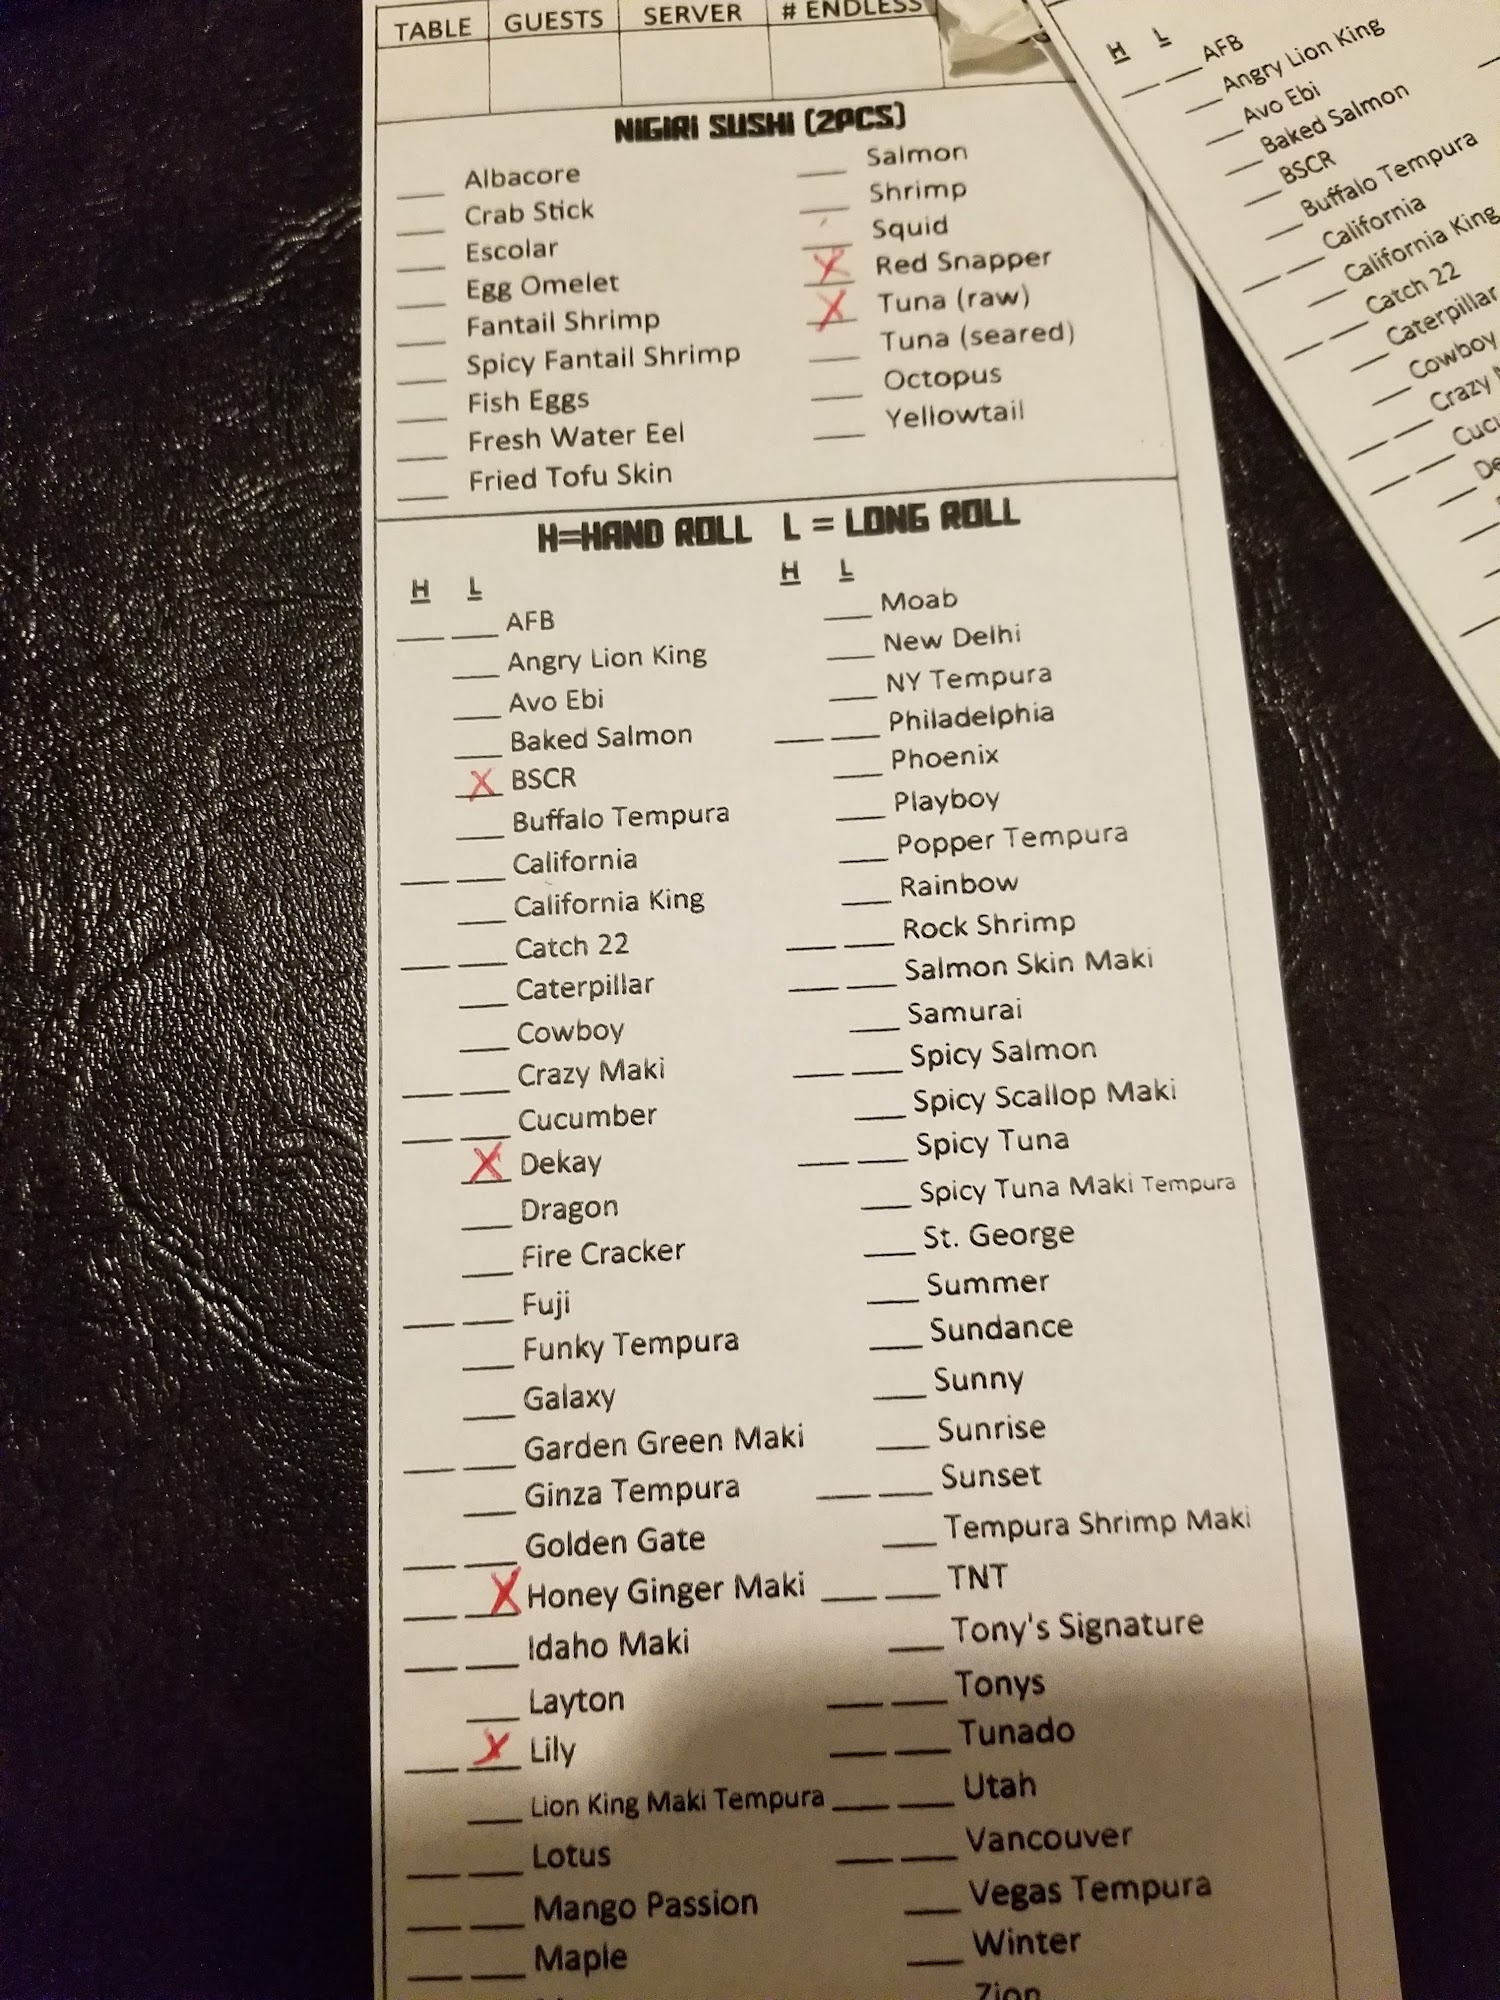 TABLE GUESTS SERVER # ENDLESS
NIGIRI SUSHI (2PCS)
Albacore
Crab Stick
Escolar
Egg Omelet
Fantail Shrimp
Spicy Fantail Shrimp
Fish Eggs
Fresh Water Eel
Fried Tofu Skin
Salmon
Shrimp
Squid
X Red Snapper
X Tuna (raw)
Tuna (seared)
Octopus
Yellowtail
H=HAND ROLL L = LONG ROLL
H L
AFB
Angry Lion King
Avo Ebi
Baked Salmon
X BSCR
Buffalo Tempura
California
California King
Catch 22
Caterpillar
Cowboy
Crazy Maki
Cucumber
X Dekay
Dragon
Fire Cracker
Fuji
Funky Tempura
Galaxy
Garden Green Maki
Ginza Tempura
Golden Gate
X Honey Ginger Maki
Idaho Maki
Layton
X Lily
Lion King Maki Tempura
Lotus
Mango Passion
Maple
H L
Moab
New Delhi
NY Tempura
Philadelphia
Phoenix
Playboy
Popper Tempura
Rainbow
Rock Shrimp
Salmon Skin Maki
Samurai
Spicy Salmon
Spicy Scallop Maki
Spicy Tuna
Spicy Tuna Maki Tempura
St. George
Summer
Sundance
Sunny
Sunrise
Sunset
Tempura Shrimp Maki
TNT
Tony's Signature
Tonys
Tunado
Utah
Vancouver
Vegas Tempura
Winter
Zion
H L
AFB
Angry Lion King
Avo Ebi
Baked Salmon
BSCR
Buffalo Tempura
California
California King
Catch 22
Caterpillar
Cowboy
Crazy